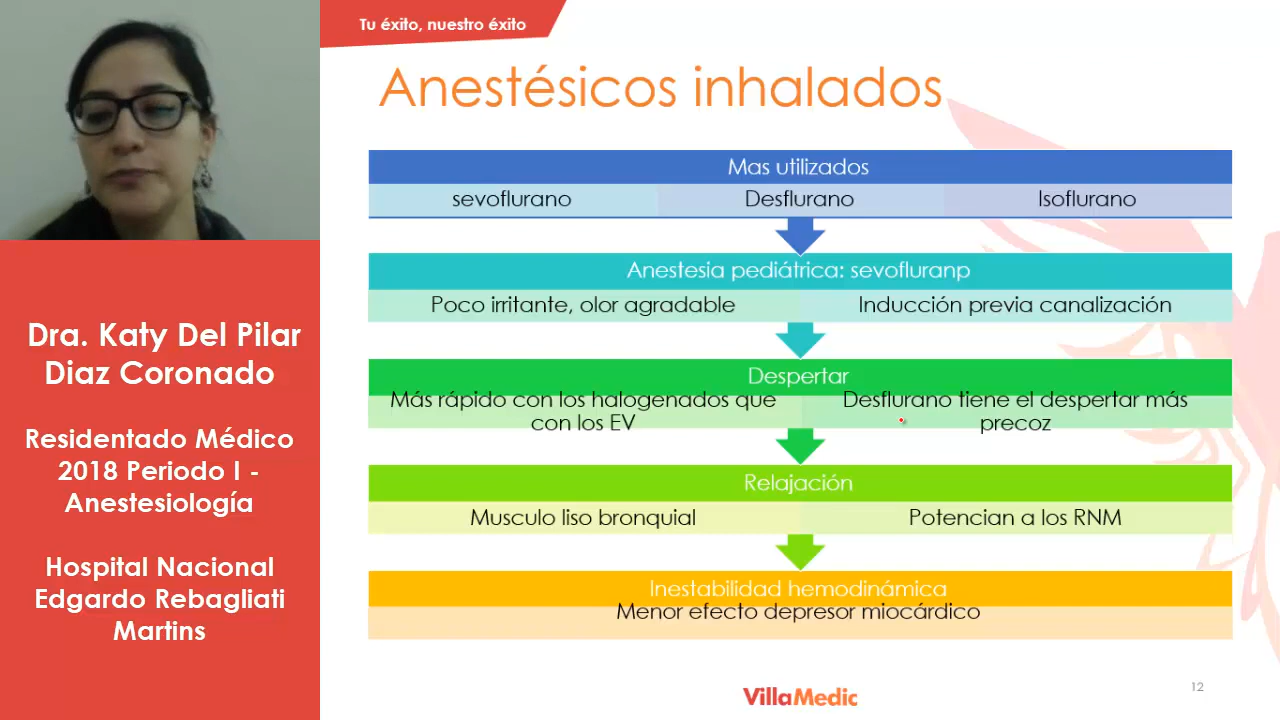 Tu éxito, nuestro éxito
Anestésicos inhalados
Mas utilizados
sevoflurano
Desflurano
Isoflurano
Anestesia pediátrica: sevofluranp
Poco irritante, olor agradable
Inducción previa canalización
Despertar
Más rápido con los halogenados que
con los EV
Desflurano tiene el despertar más
precoz
Relajación
Musculo liso bronquial
Potencian a los RNM
Inestabilidad hemodinámica
Menor efecto depresor miocárdico
Dra. Katy Del Pilar
Diaz Coronado
Residentado Médico
2018 Periodo I -
Anestesiología
Hospital Nacional
Edgardo Rebagliati
Martins
VillaMedic
12